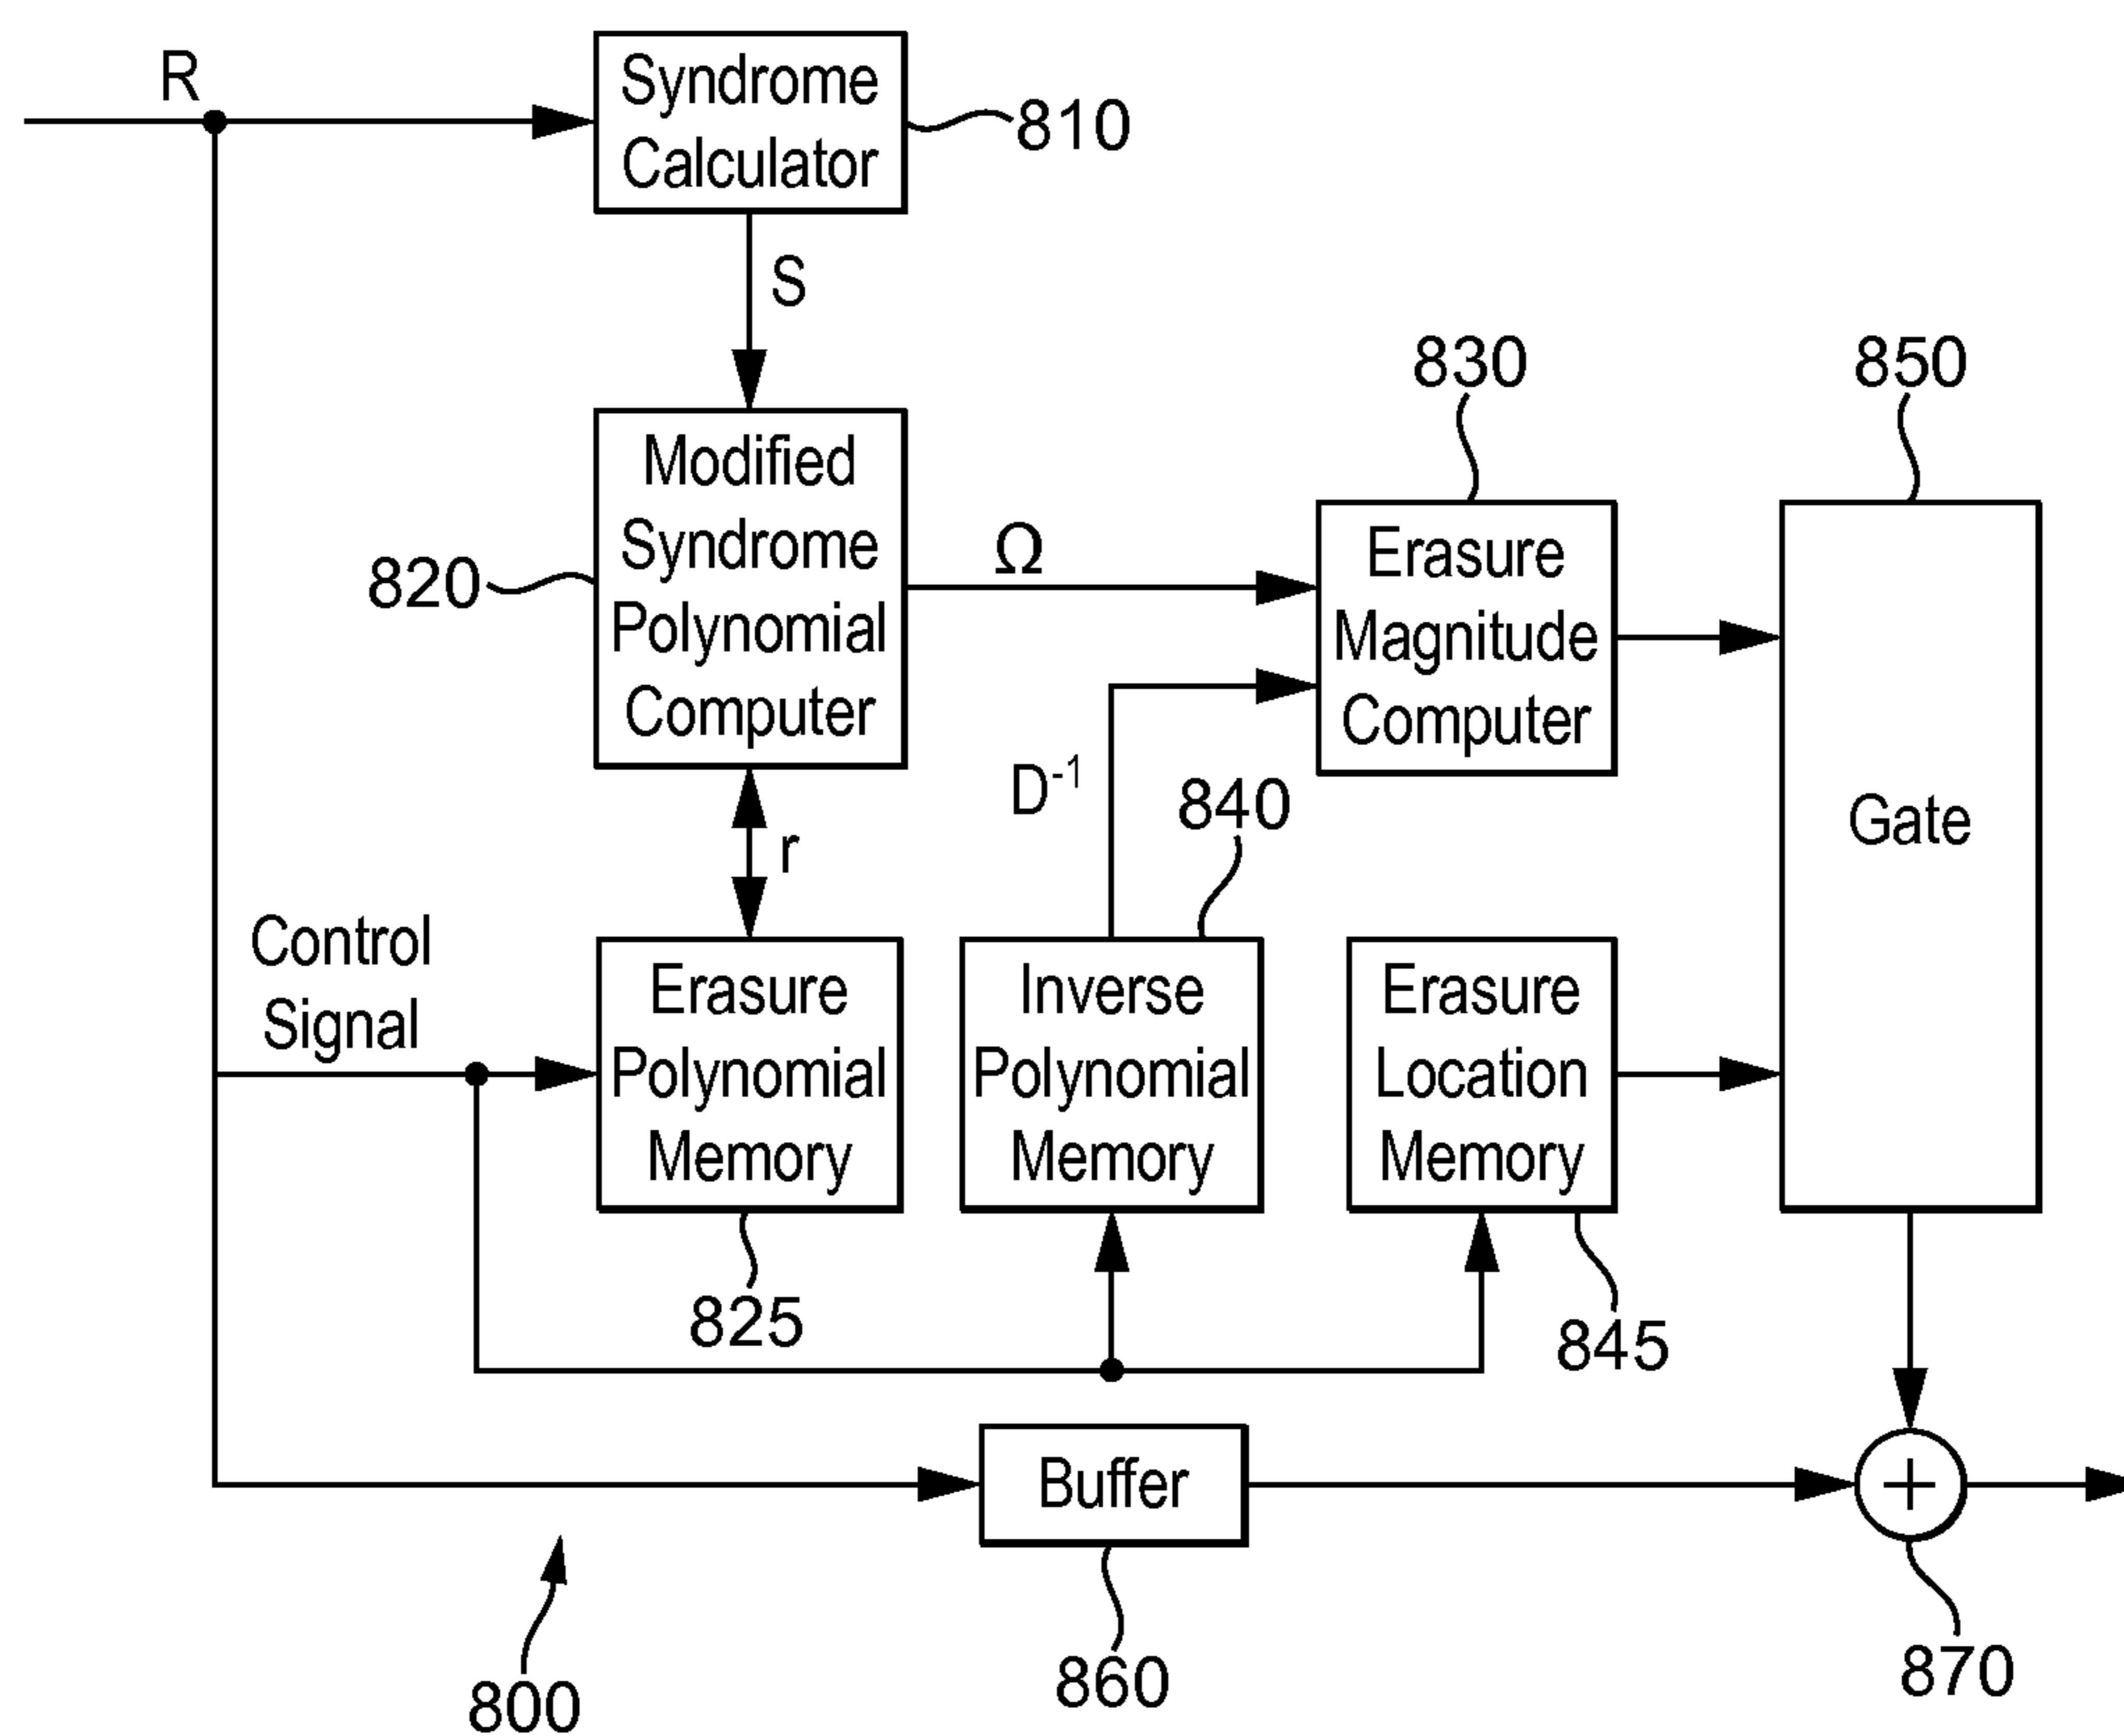 R
Syndrome
Calculator
810
S
830
850
Modified
Syndrome
Polynomial
Computer
820
Ω
Erasure
Magnitude
Computer
D-1
840
Gate
r
Control
Signal
Erasure
Polynomial
Memory
Inverse
Polynomial
Memory
Erasure
Location
Memory
825
845
Buffer
+
800
860
870